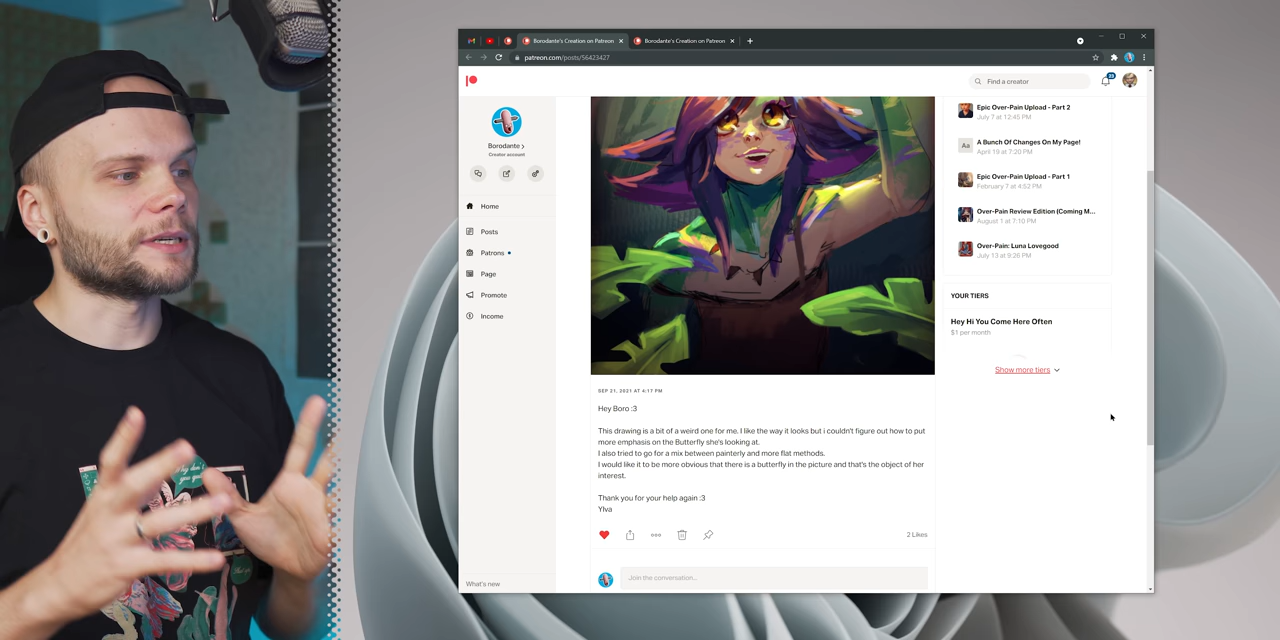 Borodante's Creation on Patreon
Borodante's Creation on Patreon
patreon.com/posts/56423427
Find a creator
Borodante
Creator account
Home
Posts
Patrons
Page
Promote
Income
What's new
Epic Over-Pain Upload - Part 2
July 7 at 12:45 PM
Aa
A Bunch Of Changes On My Page!
April 19 at 7:20 PM
Epic Over-Pain Upload - Part 1
February 7 at 4:52 PM
Over-Pain Review Edition (Coming M...
August 1 at 7:10 PM
Over-Pain: Luna Lovegood
July 13 at 9:26 PM
YOUR TIERS
Hey Hi You Come Here Often
$1 per month
Show more tiers
SEP 21, 2021 AT 4:17 PM
Hey Boro :3
This drawing is a bit of a weird one for me. I like the way it looks but i couldn't figure out how to put
more emphasis on the Butterfly she's looking at.
I also tried to go for a mix between painterly and more flat methods.
I would like it to be more obvious that there is a butterfly in the picture and that's the object of her
interest.
Thank you for your help again :3
Ylva
2 Likes
Join the conversation...